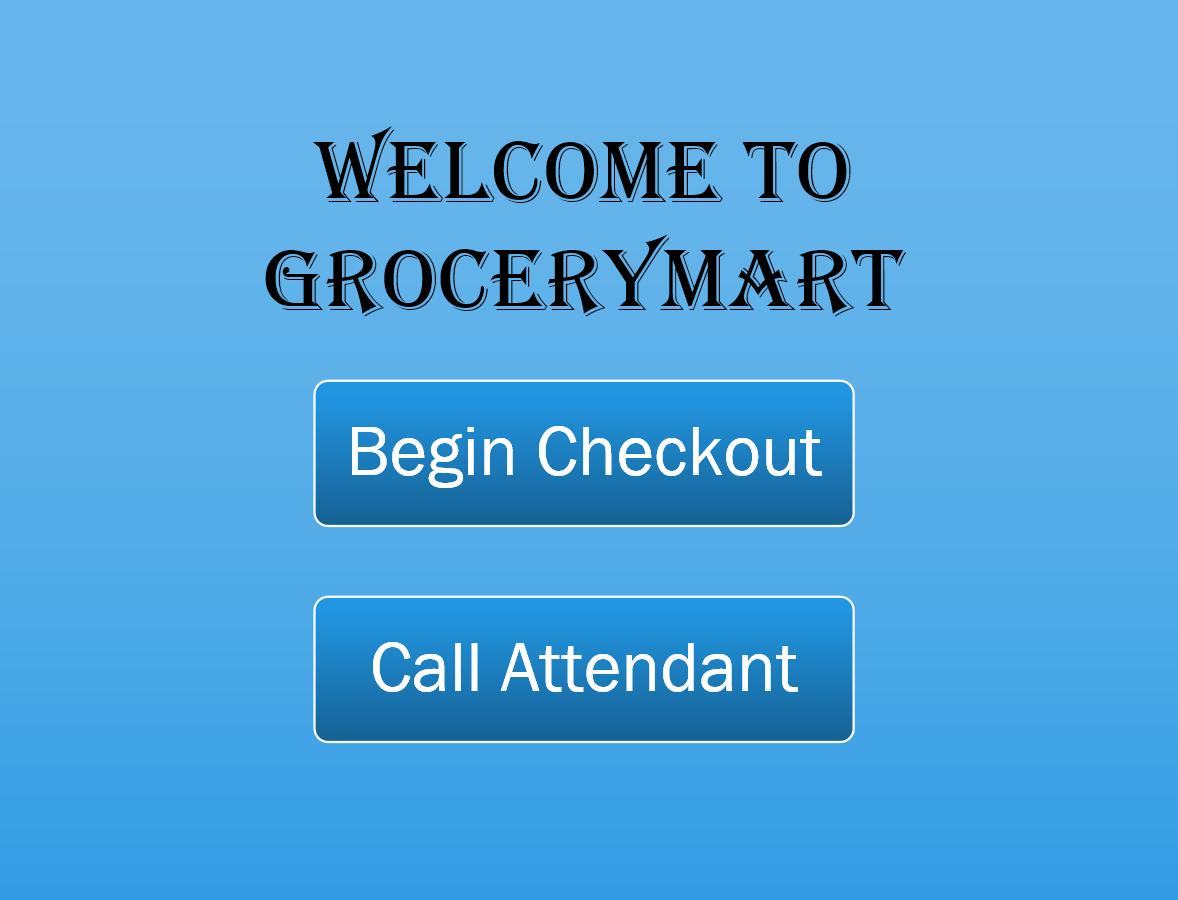 WELCOME TO
GROCERYMART
Begin Checkout
Call Attendant